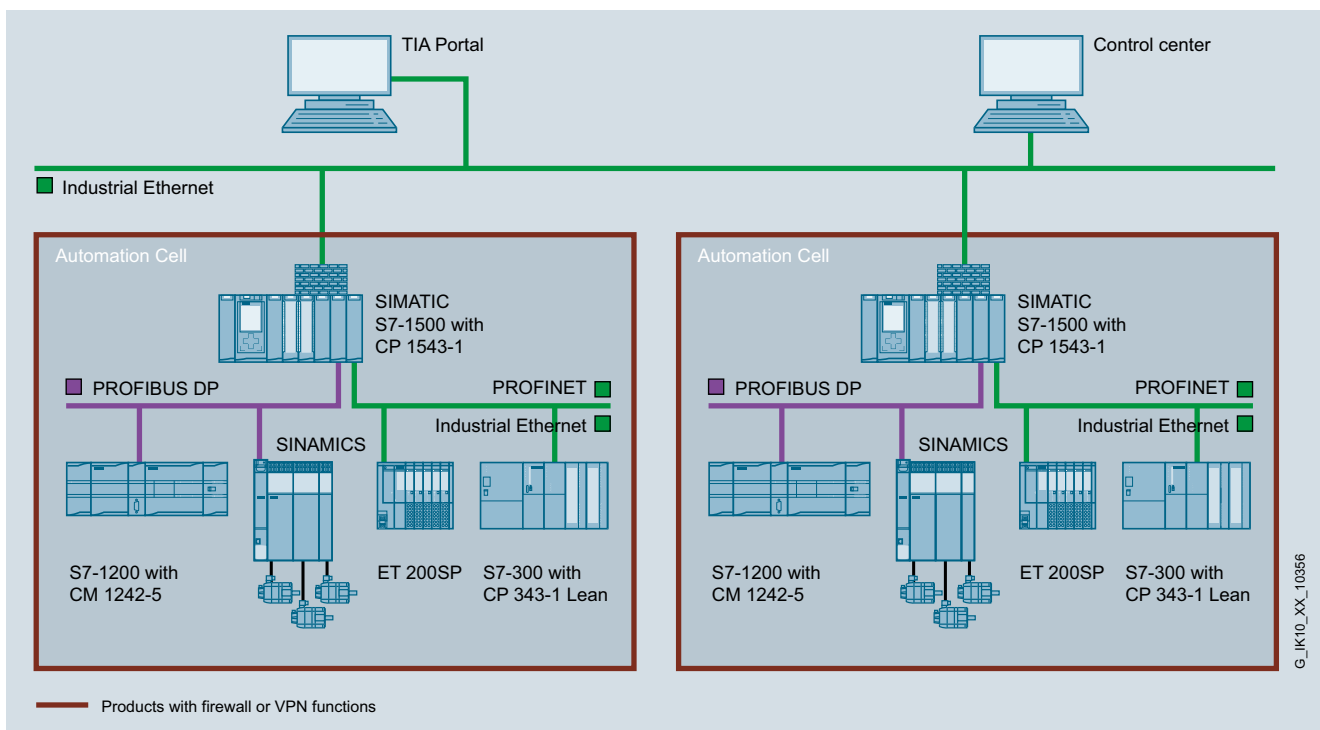 TIA Portal
Control center
Industrial Ethernet
Automation Cell
SIMATIC
S7-1500 with
CP 1543-1
PROFIBUS DP
PROFINET
Industrial Ethernet
SINAMICS
S7-1200 with
CM 1242-5
ET 200SP
S7-300 with
CP 343-1 Lean
Automation Cell
SIMATIC
S7-1500 with
CP 1543-1
PROFIBUS DP
PROFINET
Industrial Ethernet
SINAMICS
S7-1200 with
CM 1242-5
ET 200SP
S7-300 with
CP 343-1 Lean
G_IK10_XX_10356
Products with firewall or VPN functions